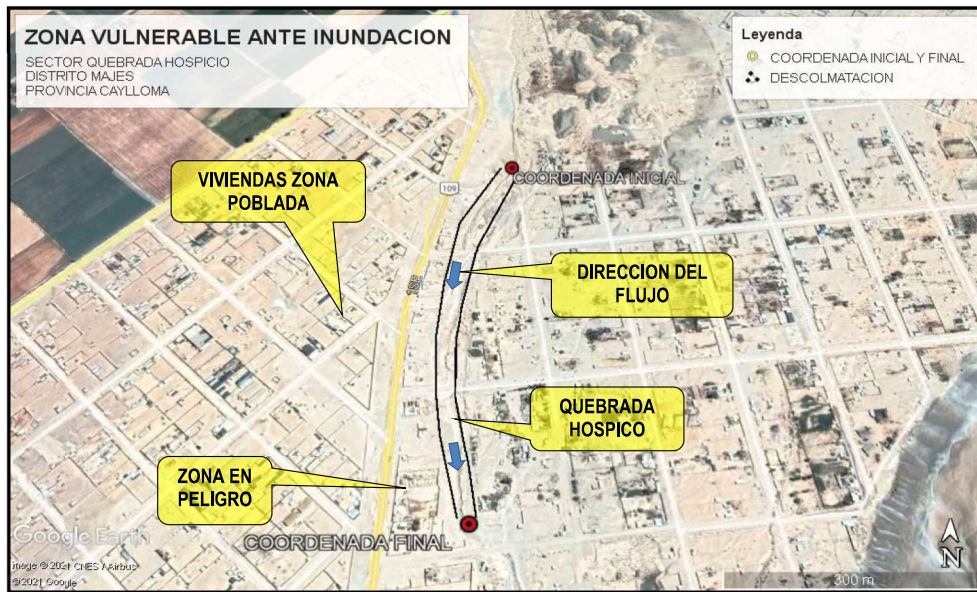 ZONA VULNERABLE ANTE INUNDACION
SECTOR QUEBRADA HOSPICIO
DISTRITO MAJES
PROVINCIA CAYLLOMA
Leyenda
COORDENADA INICIAL Y FINAL
DESCOLMATACION
VIVIENDAS ZONA
POBLADA
109
COORDENADA INICIAL
DIRECCION DEL
FLUJO
1SE
QUEBRADA
HOSPICO
ZONA EN
PELIGRO
Google Earth
COORDENADA FINAL
Image © 2021 CNES / Airbus
© 2021 Google
N
300 m